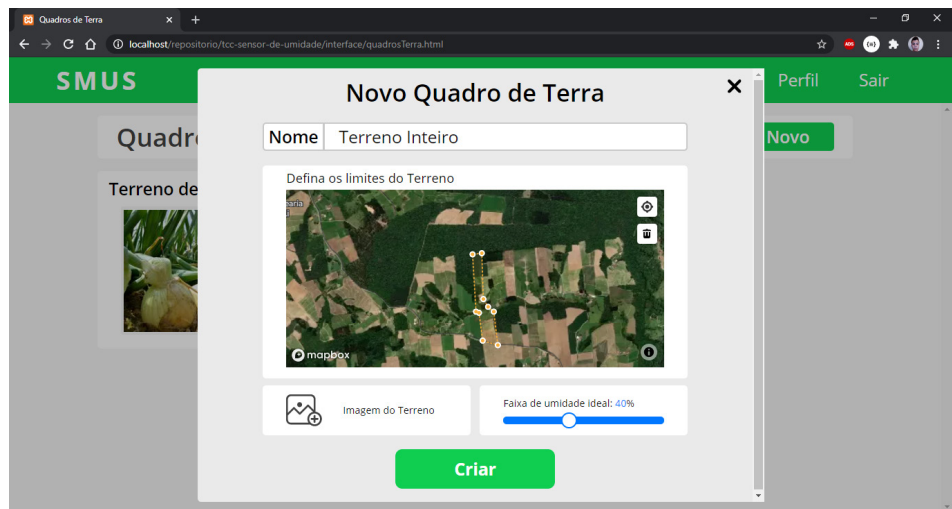 Quadros de Terra
localhost/repositorio/tcc-sensor-de-umidade/interface/quadrosTerra.html
ADS
SMUS
Perfil
Sair
Quadr
Novo
Terreno de
Novo Quadro de Terra
Nome
Terreno Inteiro
Defina os limites do Terreno
mapbox
Imagem do Terreno
Faixa de umidade ideal: 40%
Criar